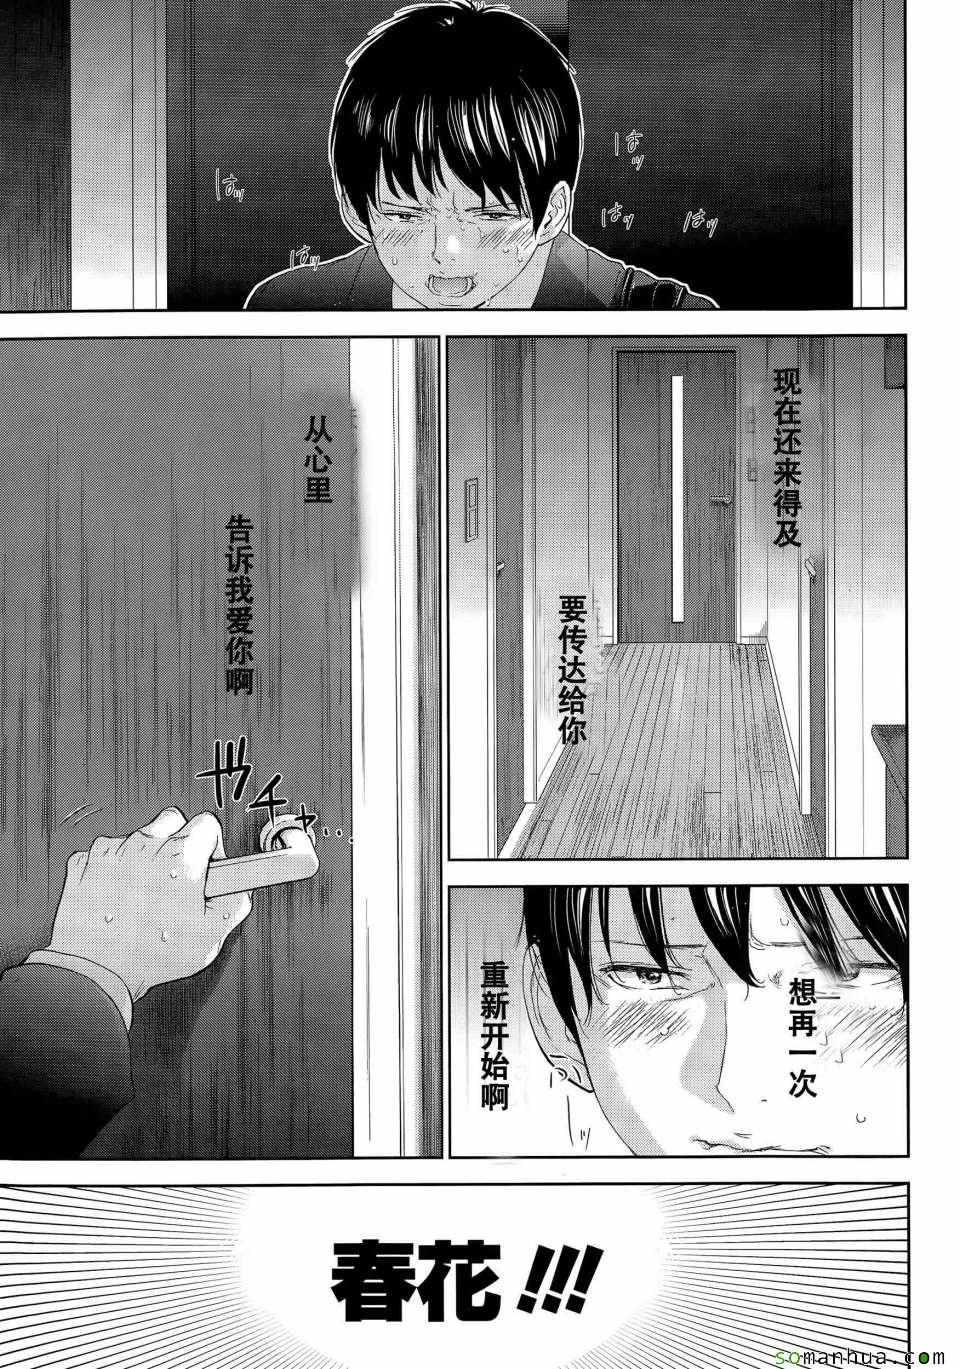 はッ
はッ
はッ
はッ
はッ
现在还来得及
要传达给你
从心里
告诉我爱你啊
ガチャ…
想再一次
重新开始啊
春花!!!
somanhua.com